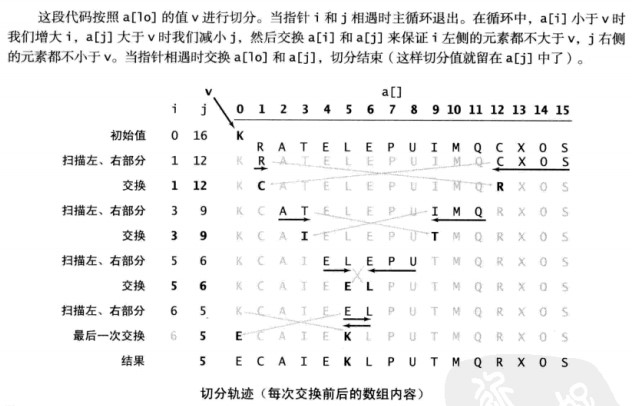 这段代码按照 a[lo] 的值 v 进行切分。当指针 i 和 j 相遇时主循环退出。在循环中，a[i] 小于 v 时
我们增大 i，a[j] 大于 v 时我们减小 j，然后交换 a[i] 和 a[j] 来保证 i 左侧的元素都不大于 v，j 右侧
的元素都不小于 v。当指针相遇时交换 a[lo] 和 a[j]，切分结束（这样切分值就留在 a[j] 中了）。
v a[]
i j 0 1 2 3 4 5 6 7 8 9 10 11 12 13 14 15
初始值 0 16 K R A T E L E P U I M Q C X O S
扫描左、右部分 1 12 K R A T E L E P U I M Q C X O S
交换 1 12 K C A T E L E P U I M Q R X O S
扫描左、右部分 3 9 K C A T E L E P U I M Q R X O S
交换 3 9 K C A I E L E P U T M Q R X O S
扫描左、右部分 5 6 K C A I E L E P U T M Q R X O S
交换 5 6 K C A I E E L P U T M Q R X O S
扫描左、右部分 6 5 K C A I E E L P U T M Q R X O S
最后一次交换 6 5 E C A I E K L P U T M Q R X O S
结果 5 E C A I E K L P U T M Q R X O S
切分轨迹（每次交换前后的数组内容）